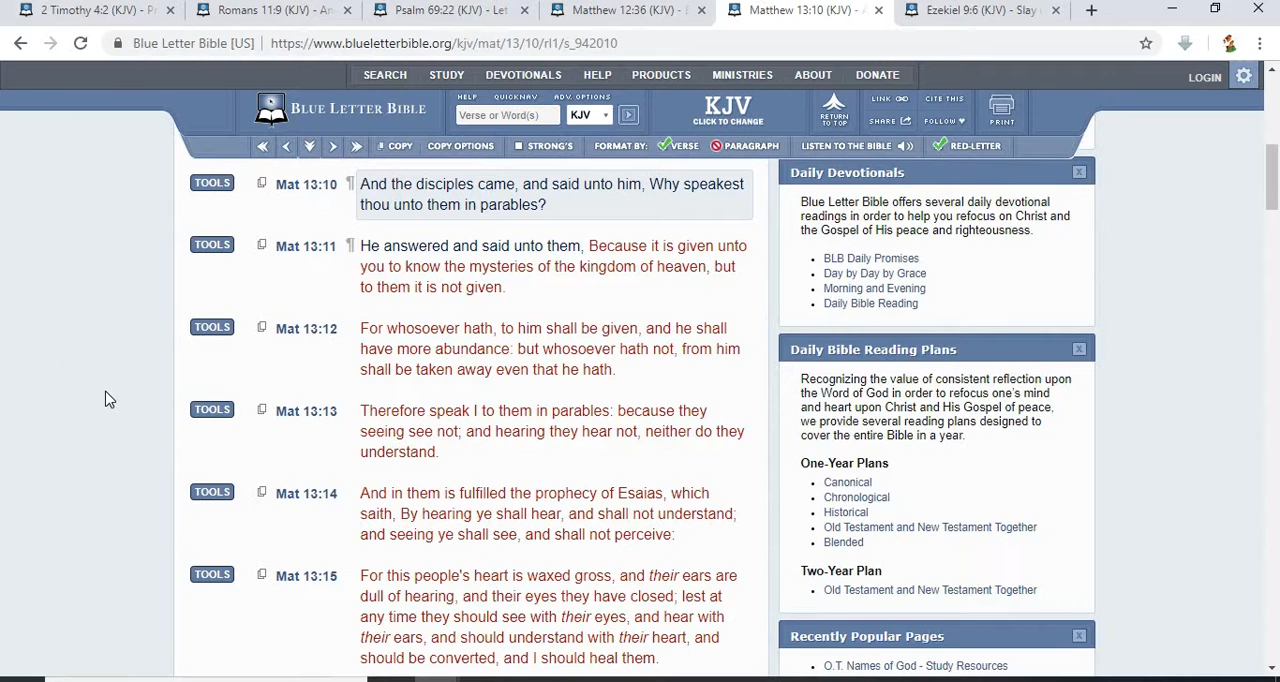 2 Timothy 4:2 (KJV) - P
Romans 11:9 (KJV) - A
Psalm 69:22 (KJV) - Let
Matthew 12:36 (KJV) -
Matthew 13:10 (KJV) - A
Ezekiel 9:6 (KJV) - Slay
Blue Letter Bible [US]
https://www.blueletterbible.org/kjv/mat/13/10/rl1/s_942010
SEARCH STUDY DEVOTIONALS HELP PRODUCTS MINISTRIES ABOUT DONATE LOGIN
BLUE LETTER BIBLE
HELP QUICKNAV ADV. OPTIONS
Verse or Word(s) KJV
KJV
CLICK TO CHANGE
RETURN
TO TOP
LINK CITE THIS
SHARE FOLLOW
PRINT
COPY COPY OPTIONS STRONG'S FORMAT BY: VERSE PARAGRAPH LISTEN TO THE BIBLE RED-LETTER
TOOLS Mat 13:10 ¶ And the disciples came, and said unto him, Why speakest
thou unto them in parables?
TOOLS Mat 13:11 ¶ He answered and said unto them, Because it is given unto
you to know the mysteries of the kingdom of heaven, but
to them it is not given.
TOOLS Mat 13:12 For whosoever hath, to him shall be given, and he shall
have more abundance: but whosoever hath not, from him
shall be taken away even that he hath.
TOOLS Mat 13:13 Therefore speak I to them in parables: because they
seeing see not; and hearing they hear not, neither do they
understand.
TOOLS Mat 13:14 And in them is fulfilled the prophecy of Esaias, which
saith, By hearing ye shall hear, and shall not understand;
and seeing ye shall see, and shall not perceive:
TOOLS Mat 13:15 For this people's heart is waxed gross, and their ears are
dull of hearing, and their eyes they have closed; lest at
any time they should see with their eyes, and hear with
their ears, and should understand with their heart, and
should be converted, and I should heal them.
Daily Devotionals
Blue Letter Bible offers several daily devotional
readings in order to help you refocus on Christ and
the Gospel of His peace and righteousness.
• BLB Daily Promises
• Day by Day by Grace
• Morning and Evening
• Daily Bible Reading
Daily Bible Reading Plans
Recognizing the value of consistent reflection upon
the Word of God in order to refocus one's mind
and heart upon Christ and His Gospel of peace,
we provide several reading plans designed to
cover the entire Bible in a year.
One-Year Plans
• Canonical
• Chronological
• Historical
• Old Testament and New Testament Together
• Blended
Two-Year Plan
• Old Testament and New Testament Together
Recently Popular Pages
• O.T. Names of God - Study Resources